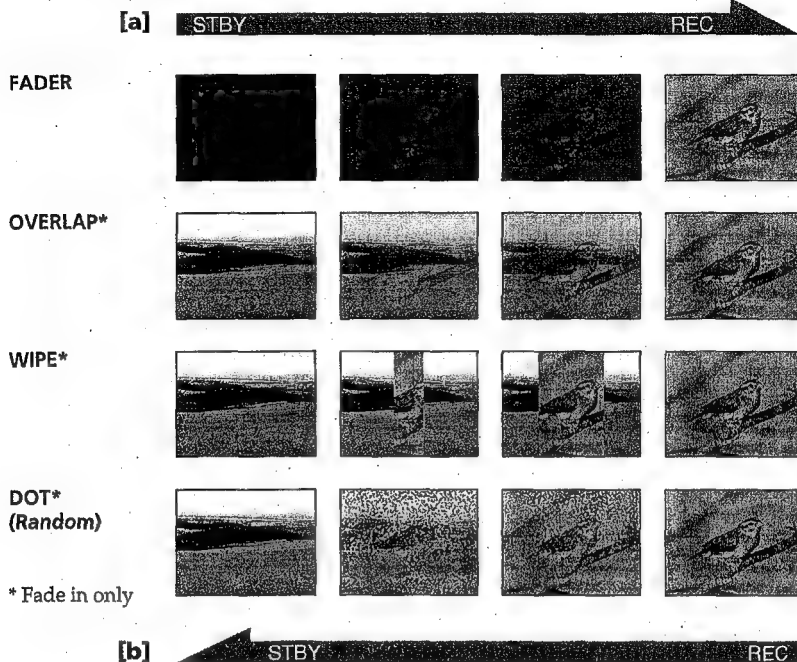 [a] STBY REC
FADER
OVERLAP*
WIPE*
DOT*
(Random)
* Fade in only
[b] STBY REC